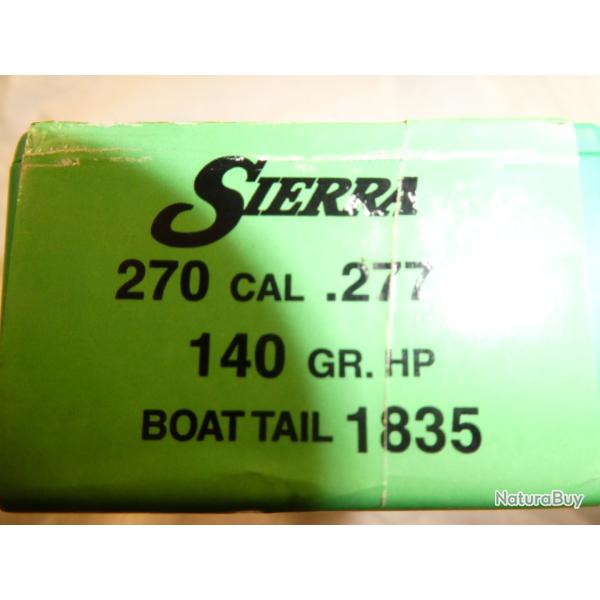 SIERRA
270 CAL .277
140 GR. HP
BOAT TAIL 1835
NaturaBuy